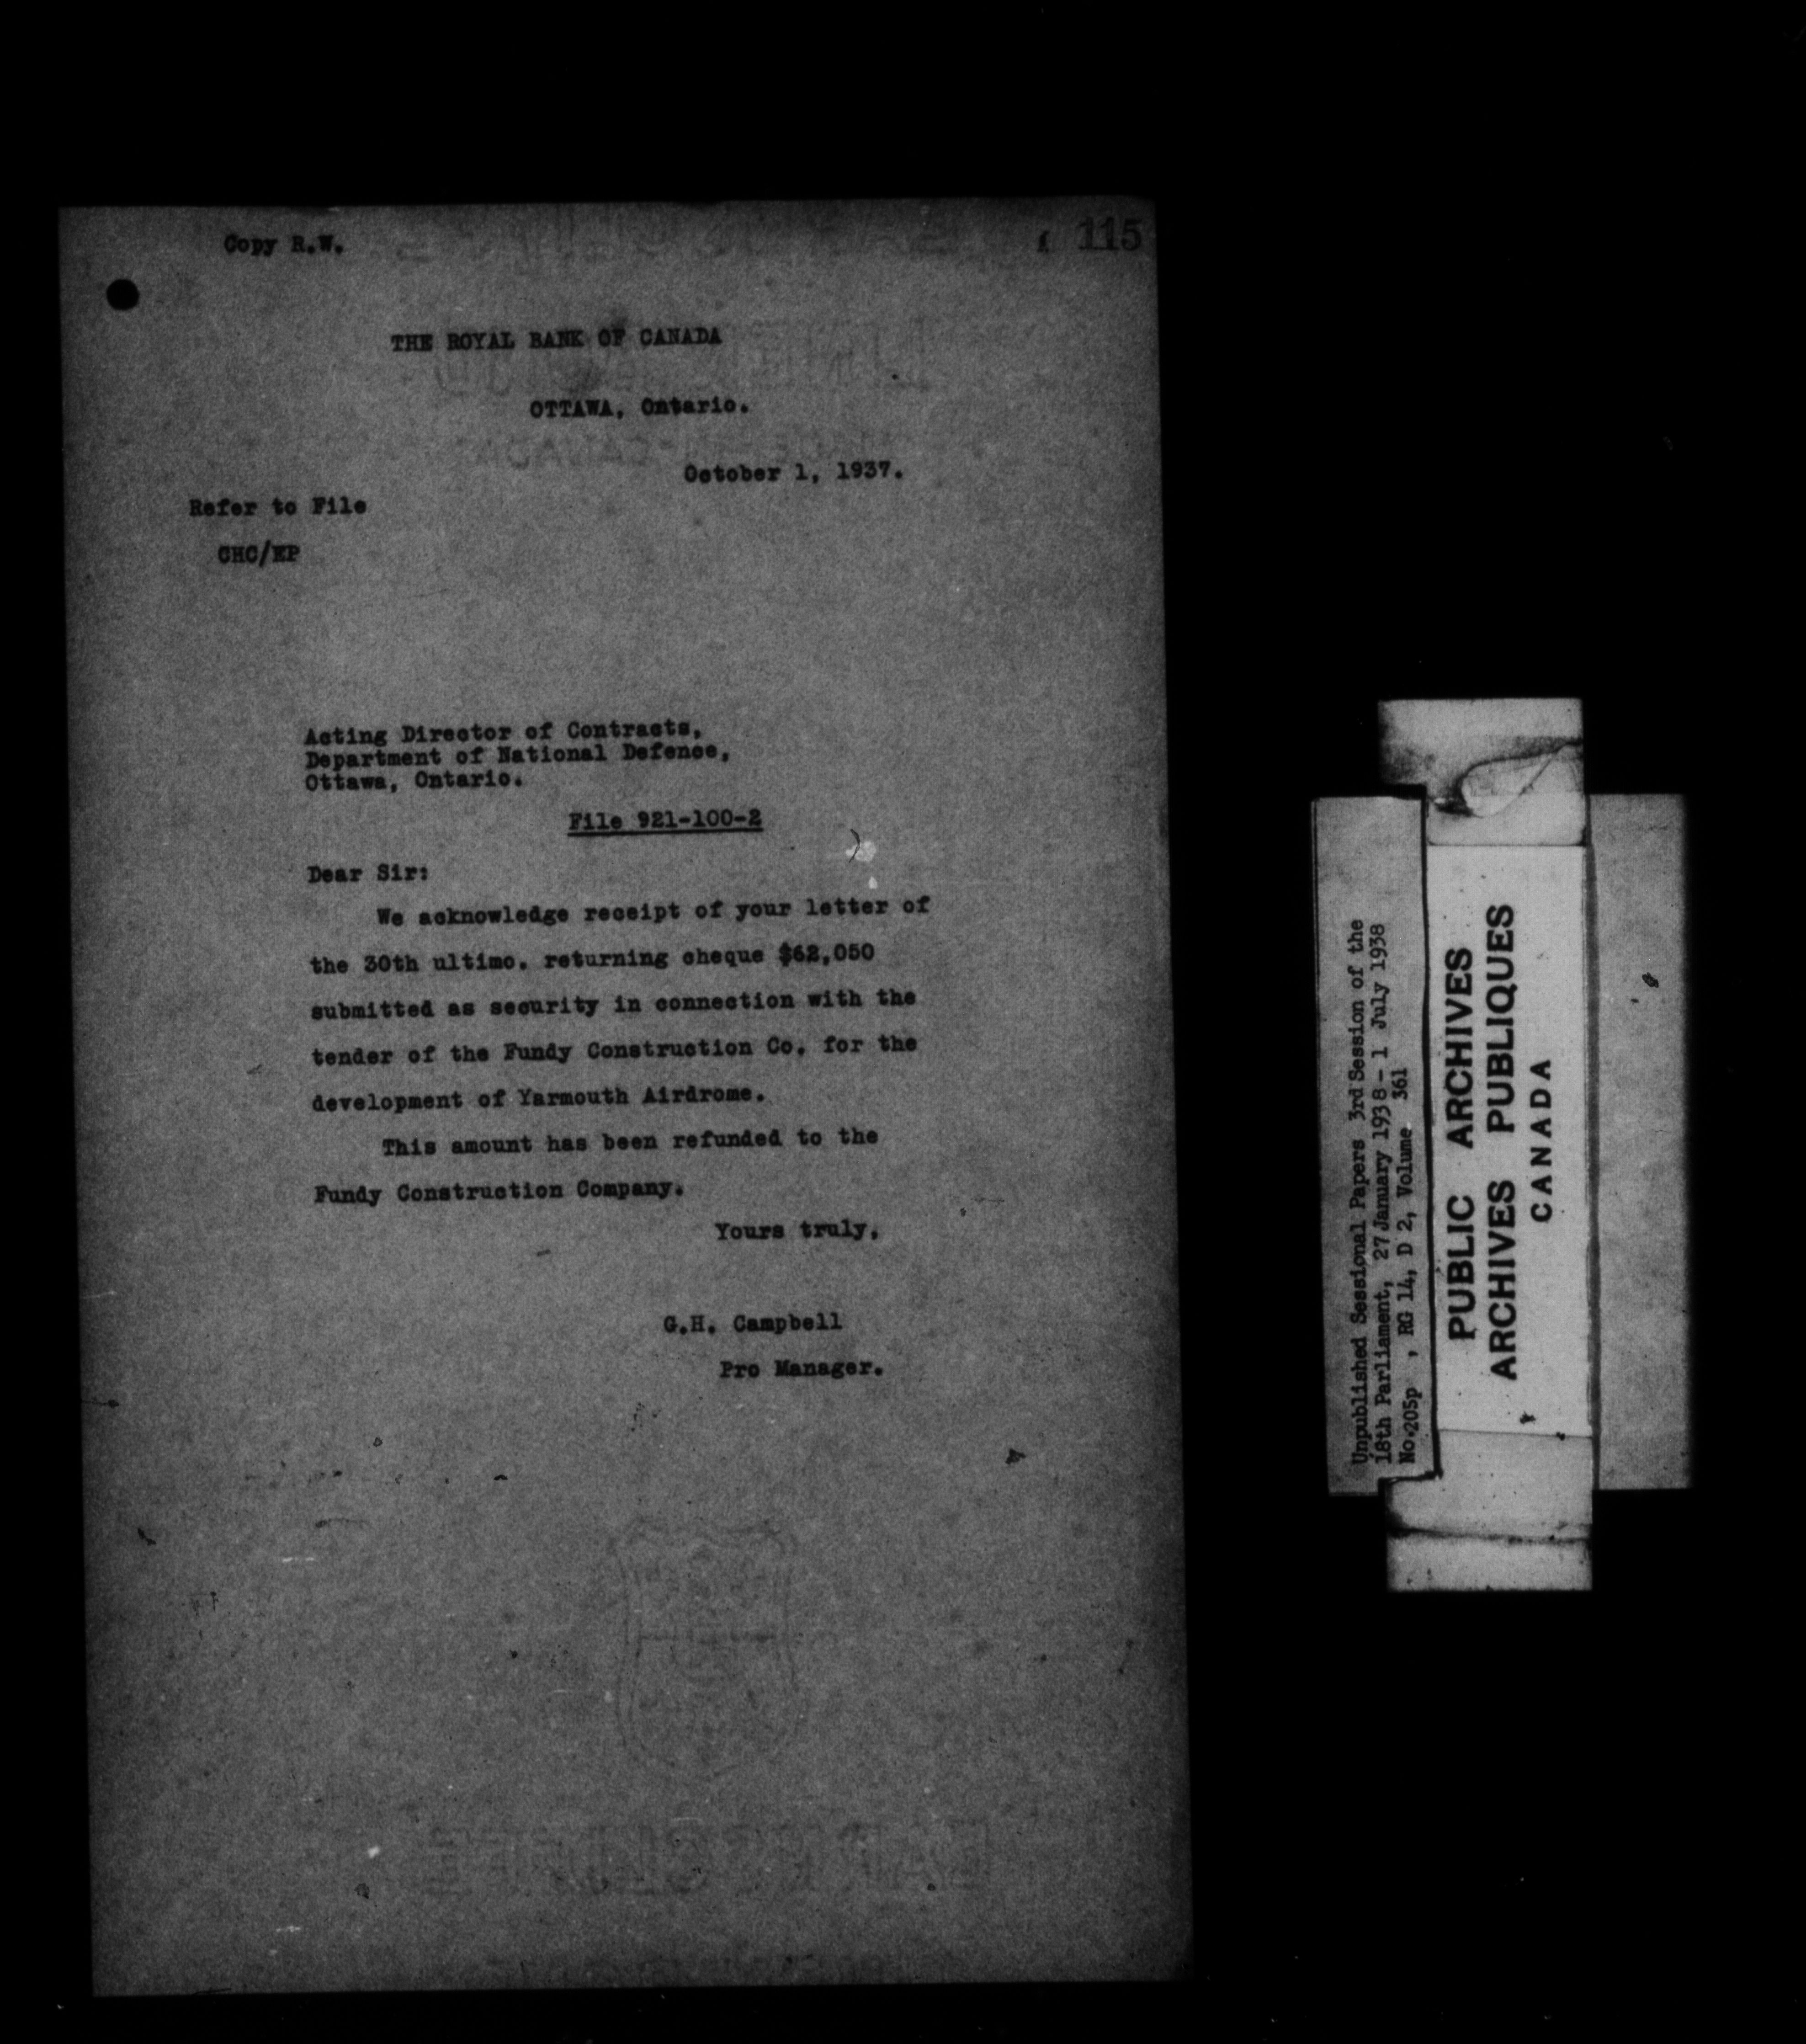 Copy R.W.
115
THE ROYAL BANK OF CANADA
OTTAWA, Ontario.
October 1, 1937.
Refer to File
CHC/EP
Acting Director of Contracts,
Department of National Defence,
Ottawa, Ontario.
File 921-100-2
Dear Sir:
We acknowledge receipt of your letter of
the 30th ultimo. returning cheque $62,050
submitted as security in connection with the
tender of the Fundy Construction Co. for the
development of Yarmouth Airdrome.
This amount has been refunded to the
Fundy Construction Company.
Yours truly,
G.H. Campbell
Pro Manager.
Unpublished Sessional Papers 3rd Session of the
18th Parliament, 27 January 1938 - 1 July 1938
No.205p , RG 14, D 2, Volume 361
PUBLIC ARCHIVES
ARCHIVES PUBLIQUES
CANADA